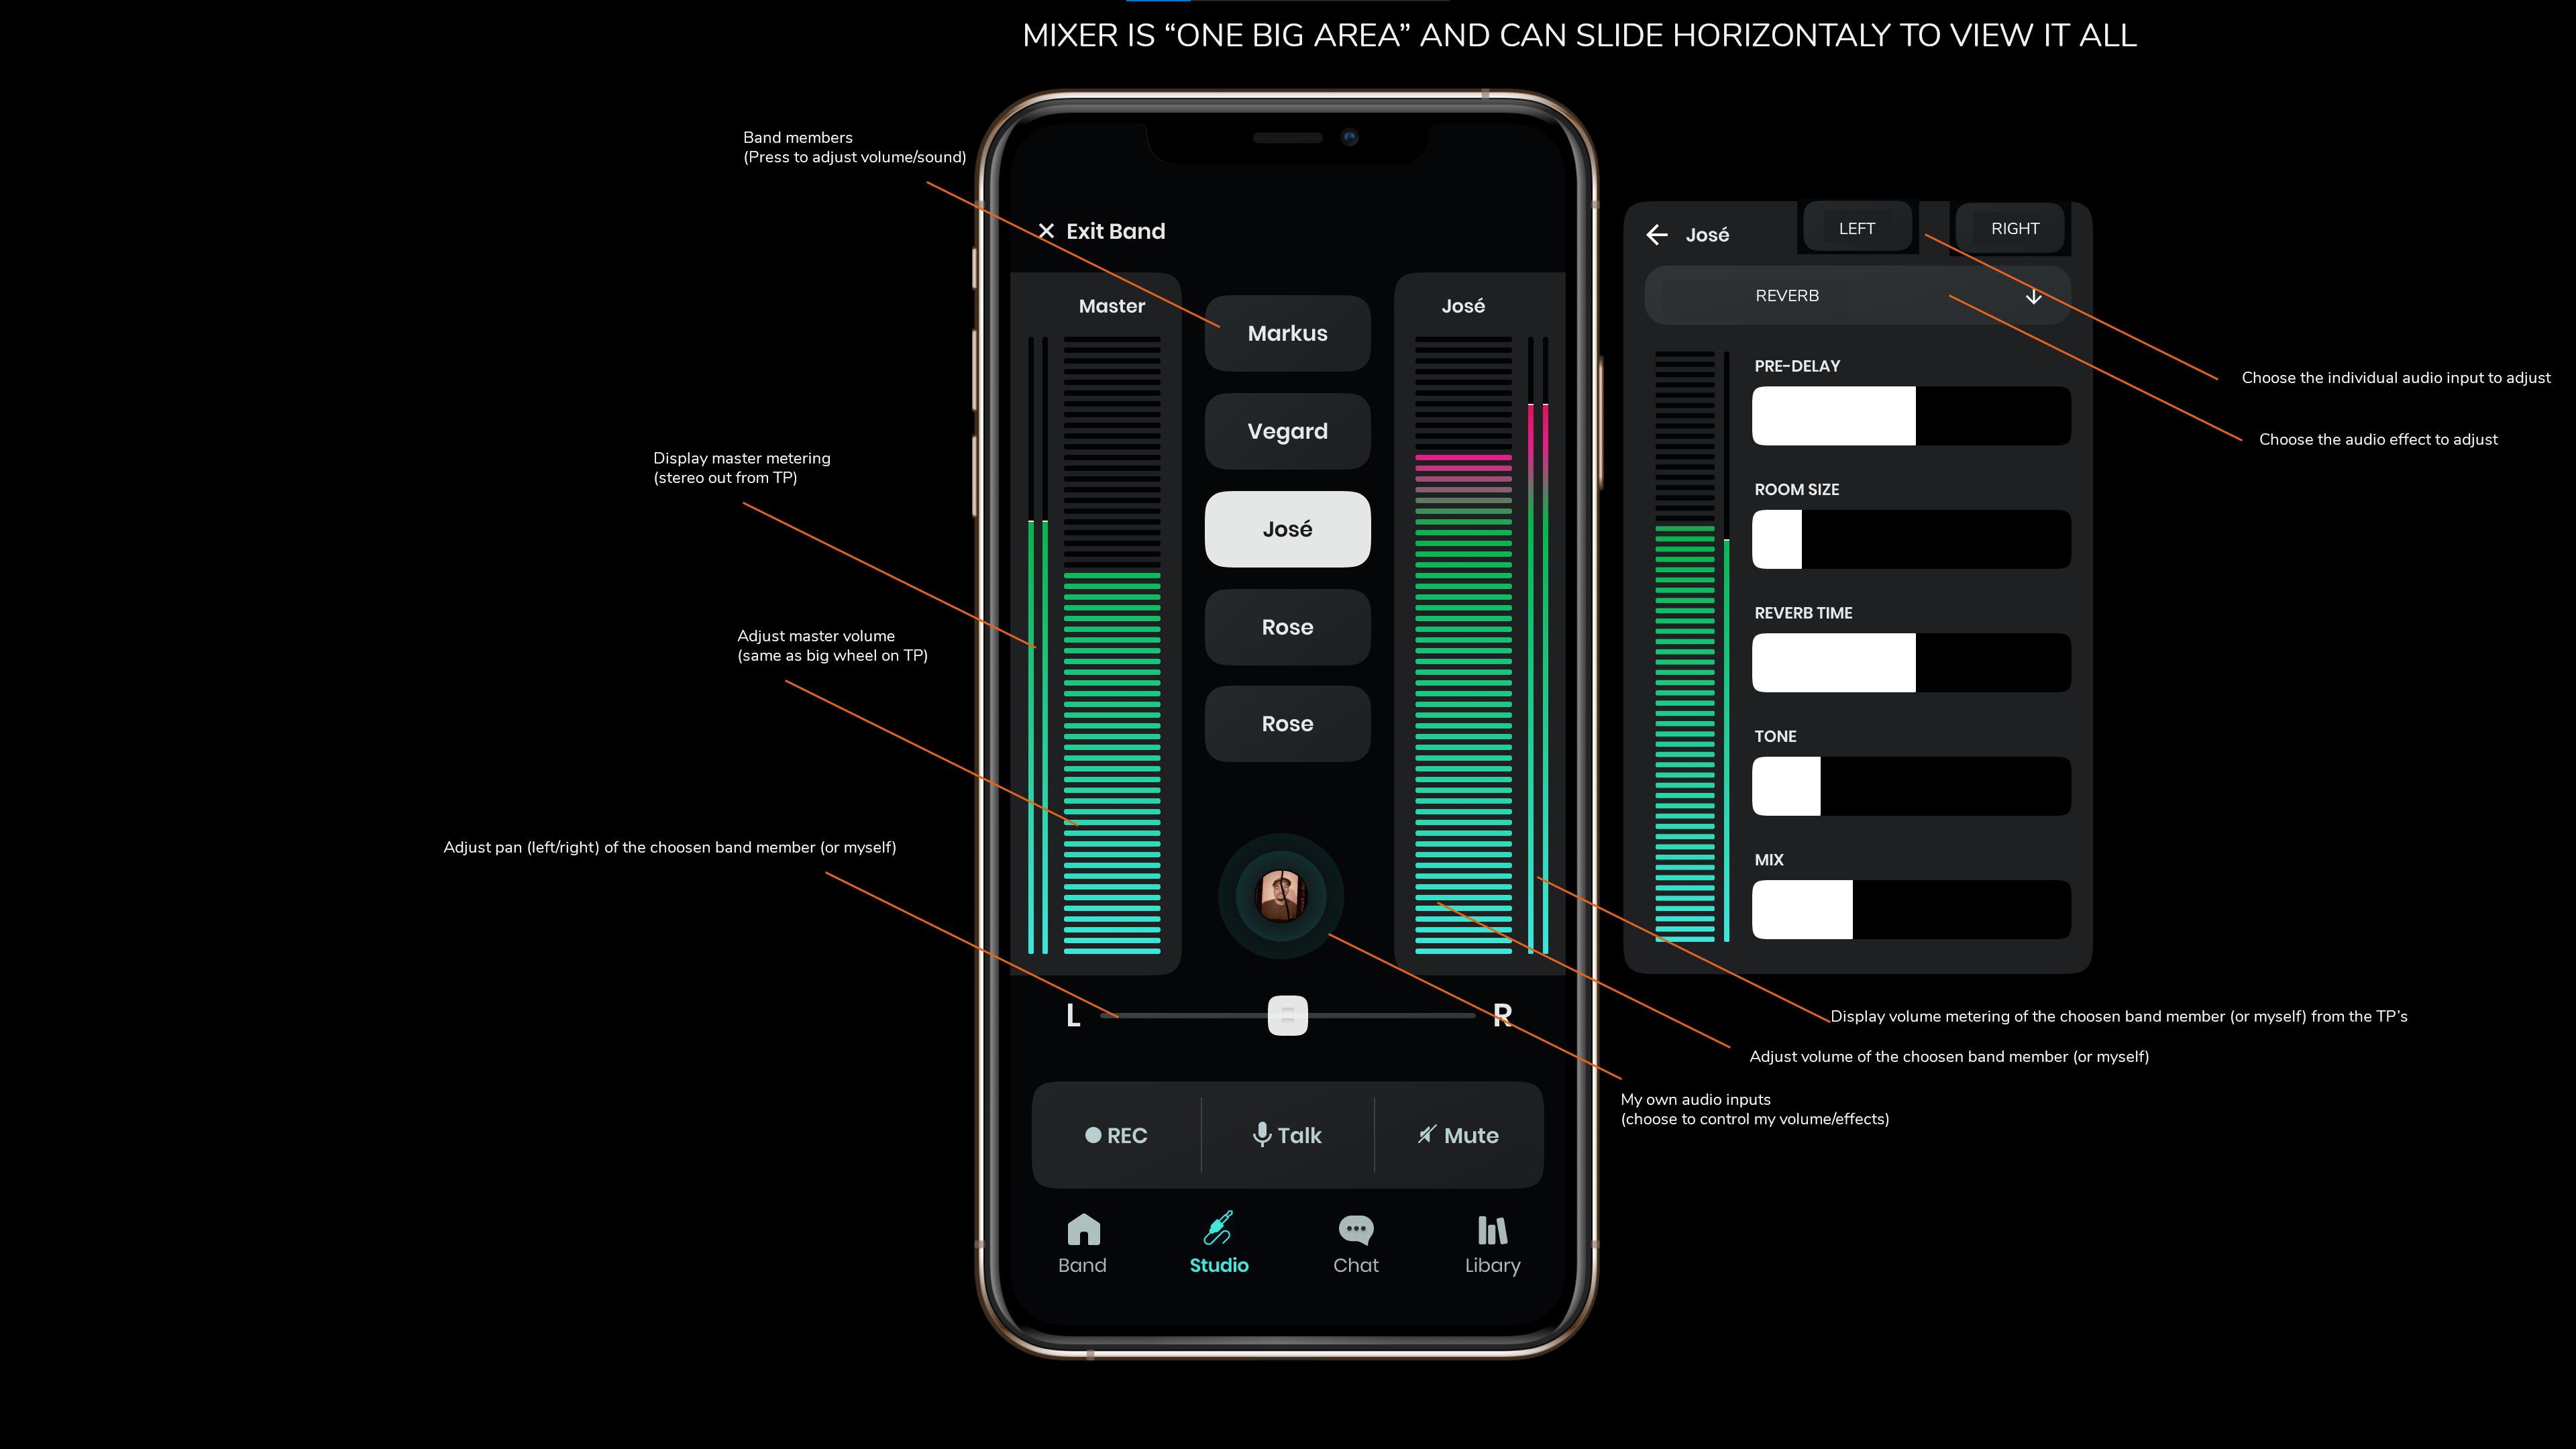 MIXER IS “ONE BIG AREA” AND CAN SLIDE HORIZONTALY TO VIEW IT ALL
Band members
(Press to adjust volume/sound)
Display master metering
(stereo out from TP)
Adjust master volume
(same as big wheel on TP)
Adjust pan (left/right) of the choosen band member (or myself)
Exit Band
Master
Markus
Vegard
José
Rose
Rose
José
L
R
REC
Talk
Mute
Band
Studio
Chat
Libary
José
LEFT
RIGHT
REVERB
PRE-DELAY
ROOM SIZE
REVERB TIME
TONE
MIX
Choose the individual audio input to adjust
Choose the audio effect to adjust
Display volume metering of the choosen band member (or myself) from the TP’s
Adjust volume of the choosen band member (or myself)
My own audio inputs
(choose to control my volume/effects)